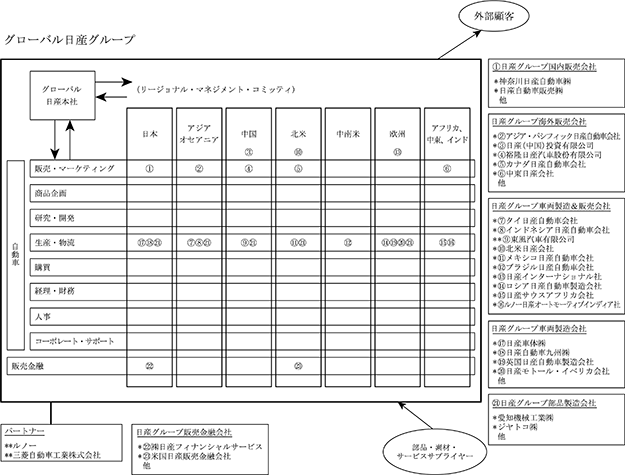 外部顧客
グローバル日産グループ
グローバル
日産本社
(リージョナル・マネジメント・コミッティ)
日本
アジア
オセアニア
中国
北米
中南米
欧州
アフリカ、
中東、インド
⑨
⑩
⑬
自動車
販売・マーケティング ① ② ④ ⑤ ⑥
商品企画
研究・開発
生産・物流
購買
経理・財務
人事
コーポレート・サポート
販売金融
①日産グループ国内販売会社
*神奈川日産自動車㈱
*日産自動車販売㈱
他
日産グループ海外販売会社
*②アジア・パシフィック日産自動車会社
*③日産(中国)投資有限公司
*④裕隆日産汽車股份有限公司
*⑤カナダ日産自動車会社
*⑥中東日産会社
他
日産グループ車両製造&販売会社
*⑦タイ日産自動車会社
*⑧インドネシア日産自動車会社
**⑨東風汽車有限公司
*⑩北米日産会社
*⑪メキシコ日産自動車会社
*⑫ブラジル日産自動車会社
*⑬日産インターナショナル社
*⑭ロシア日産自動車製造会社
*⑮日産サウスアフリカ会社
*⑯ルノー日産オートモーティブインディア社
日産グループ車両製造会社
*⑰日産車体㈱
*⑱日産自動車九州㈱
*⑲英国日産自動車製造会社
*⑳日産モトール・イベリカ会社
他
㉔日産グループ部品製造会社
*愛知機械工業㈱
*ジヤトコ㈱
他
パートナー
**ルノー
**三菱自動車工業株式会社
日産グループ販売金融会社
*㉒㈱日産フィナンシャルサービス
*㉓米国日産販売金融会社
他
部品・素材・
サービスサプライヤー